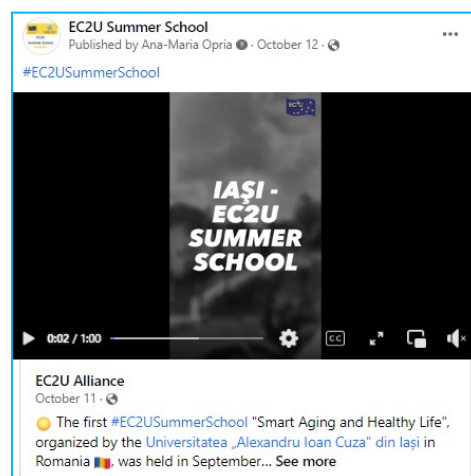 EC2U Summer School
Published by Ana-Maria Opria · October 12 ·
#EC2USummerSchool
EC2U
IAŞI -
EC2U
SUMMER
SCHOOL
0:02 / 1:00
CC
EC2U Alliance
October 11 ·
The first #EC2USummerSchool "Smart Aging and Healthy Life",
organized by the Universitatea „Alexandru Ioan Cuza" din Iași in
Romania 🇷🇴, was held in September... See more